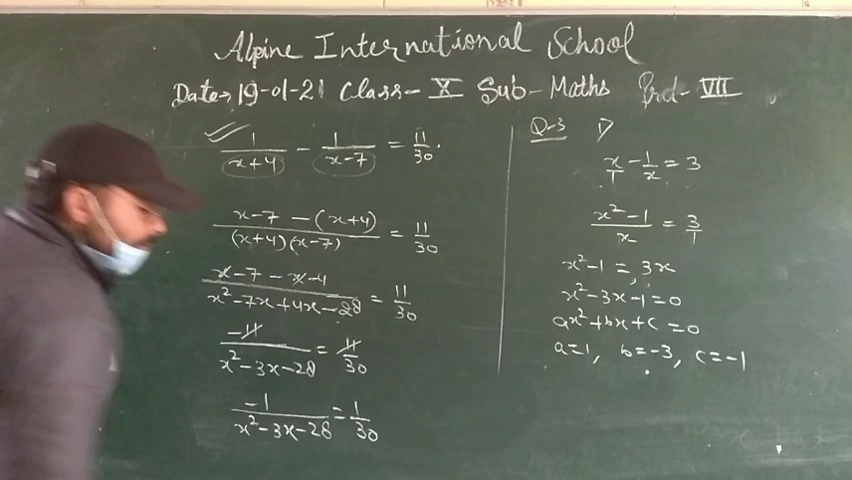 Alpine International School
Date→ 19-01-21 Class- X Sub- Maths Prd- VII
1/(x+4) - 1/(x-7) = 11/30.
(x-7-(x+4))/((x+4)(x-7)) = 11/30
(x-7-x-4)/(x²-7x+4x-28) = 11/30
-11/(x²-3x-28) = 11/30
-1/(x²-3x-28) = 1/30
Q-3 i)
x/1 - 1/x = 3
(x²-1)/x = 3/1
x²-1 = 3x
x²-3x-1=0
ax²+bx+c=0
a=1, b=-3, c=-1